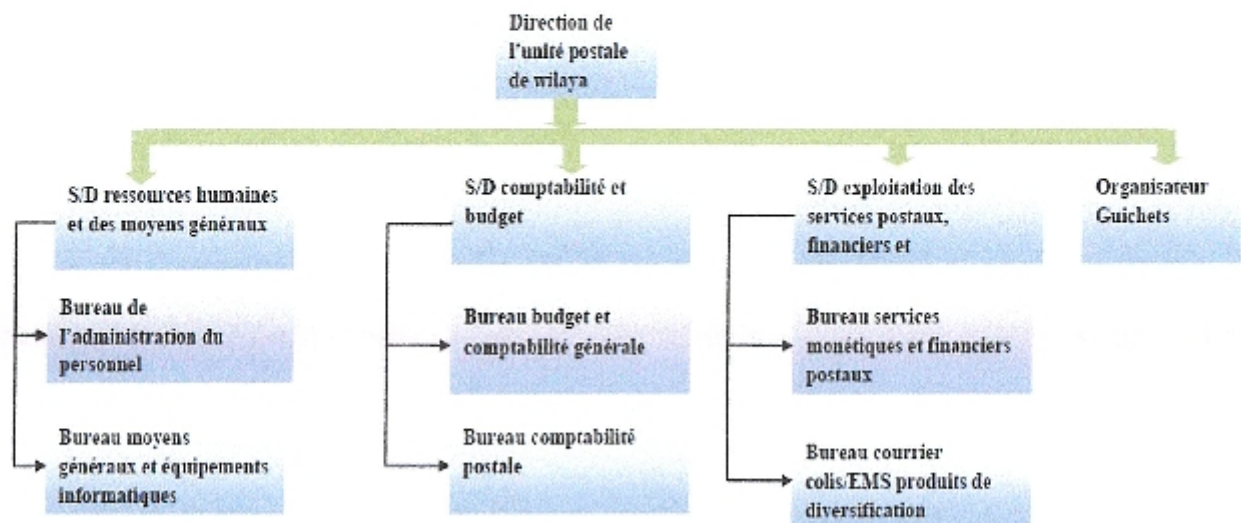 Direction de
l'unité postale
de wilaya
S/D ressources humaines
et des moyens généraux
S/D comptabilité et
budget
S/D exploitation des
services postaux,
financiers et
Organisateur
Guichets
Bureau de
l'administration du
personnel
Bureau budget et
comptabilité générale
Bureau services
monétiques et financiers
postaux
Bureau moyens
généraux et équipements
informatiques
Bureau comptabilité
postale
Bureau courrier
colis/EMS produits de
diversification